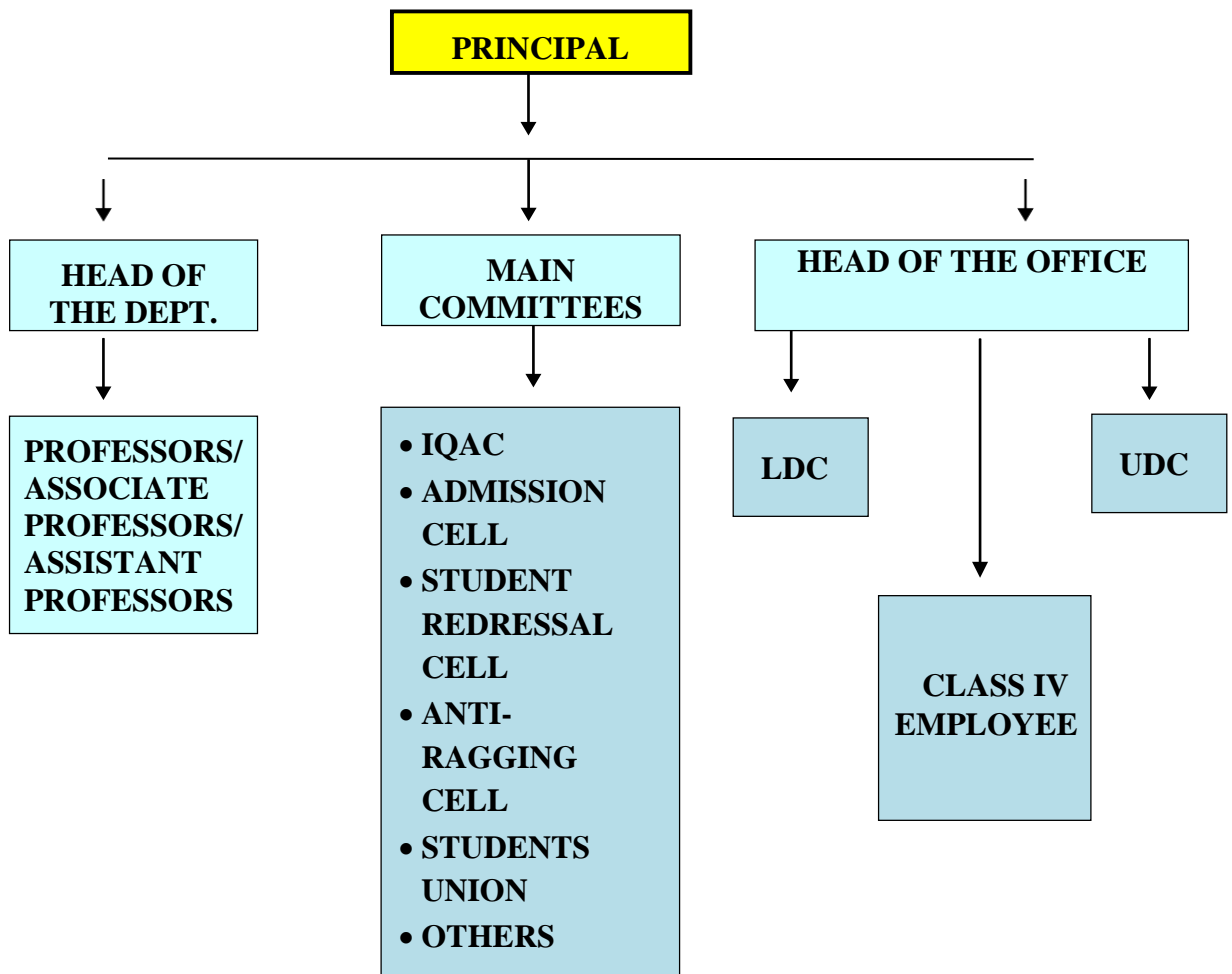 PRINCIPAL
HEAD OF
THE DEPT.
MAIN
COMMITTEES
HEAD OF THE OFFICE
PROFESSORS/
ASSOCIATE
PROFESSORS/
ASSISTANT
PROFESSORS
• IQAC
• ADMISSION
CELL
• STUDENT
REDRESSAL
CELL
• ANTI-
RAGGING
CELL
• STUDENTS
UNION
• OTHERS
LDC
UDC
CLASS IV
EMPLOYEE